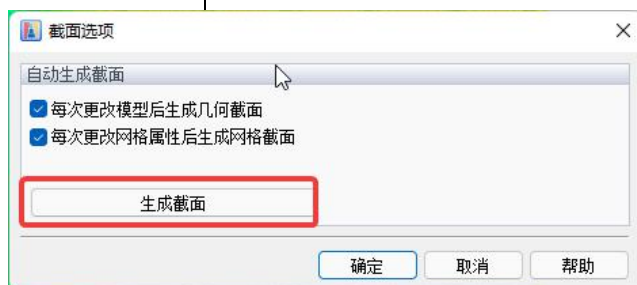 截面选项
自动生成截面
每次更改模型后生成几何截面
每次更改网格属性后生成网格截面
生成截面
确定 取消 帮助